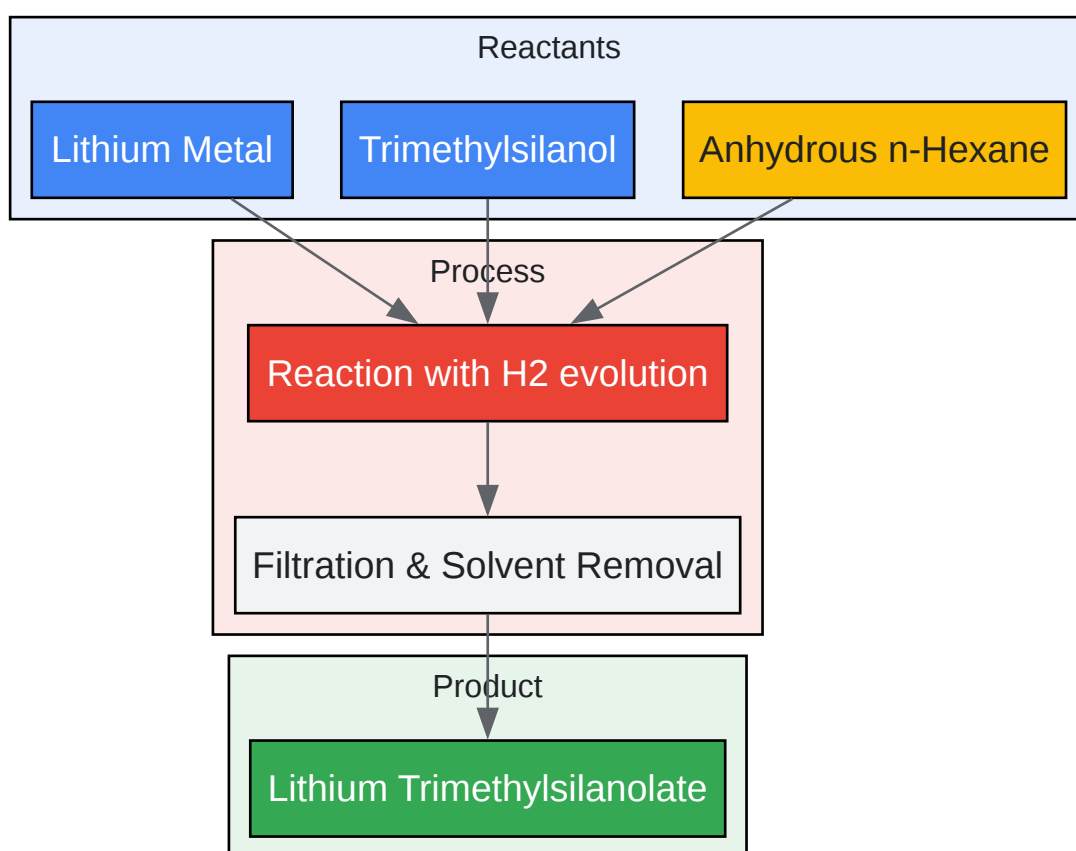 Reactants
Lithium Metal
Trimethylsilanol
Anhydrous n-Hexane
Process
Reaction with H2 evolution
Filtration & Solvent Removal
Product
Lithium Trimethylsilanolate